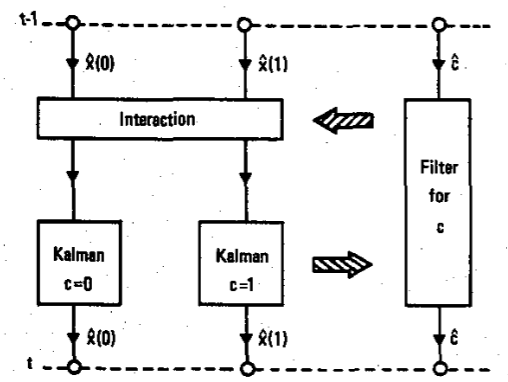 t-1
x̂(0)
x̂(1)
ĉ
Interaction
Filter
for
c
Kalman
c=0
Kalman
c=1
x̂(0)
x̂(1)
ĉ
t